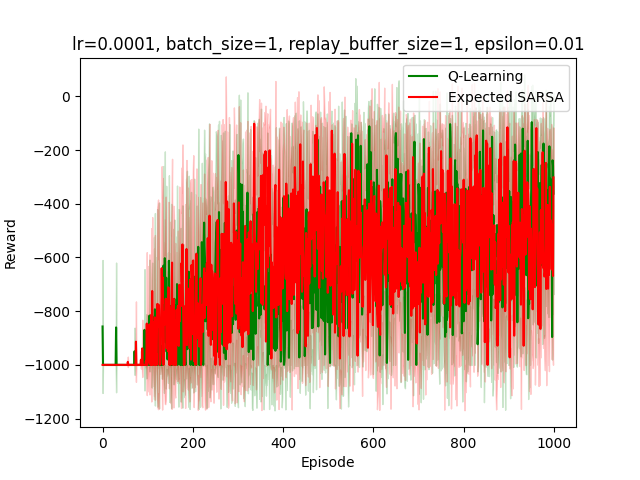 lr=0.0001, batch_size=1, replay_buffer_size=1, epsilon=0.01
Q-Learning
Expected SARSA
0
−200
−400
−600
−800
−1000
−1200
Reward
0 200 400 600 800 1000
Episode